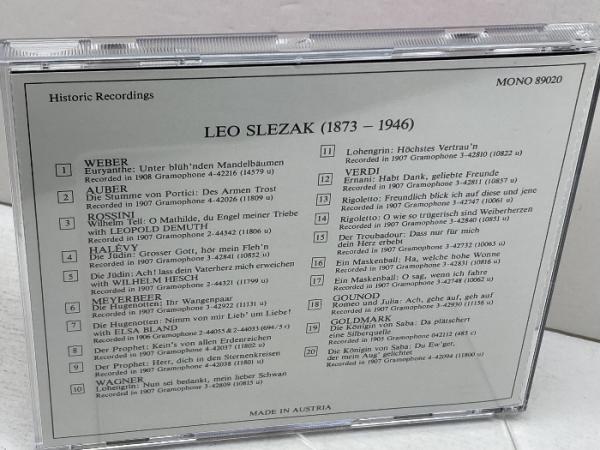 Historic Recordings
MONO 89020
LEO SLEZAK (1873 – 1946)
WEBER
1 Euryanthe: Unter blüh'nden Mandelbäumen
Recorded in 1908 Gramophone 4-42216 (14579 u)
AUBER
2 Die Stumme von Portici: Des Armen Trost
Recorded in 1907 Gramophone 4-42026 (11809 u)
ROSSINI
3 Wilhelm Tell: O Mathilde, du Engel meiner Triebe
with LEOPOLD DEMUTH
Recorded in 1907 Gramophone 2-44342 (11806 u)
HALÉVY
4 Die Jüdin: Grosser Gott, hör mein Fleh'n
Recorded in 1907 Gramophone 3-42841 (10852 u)
5 Die Jüdin: Ach! lass dein Vaterherz mich erweichen
with WILHELM HESCH
Recorded in 1907 Gramophone 2-44321 (11799 u)
MEYERBEER
6 Die Hugenotten: Ihr Wangenpaar
Recorded in 1907 Gramophone 3-42922 (11131 u)
7 Die Hugenotten: Nimm von mir Lieb' um Liebe!
with ELSA BLAND
Recorded in 1906 Gramophone 2-44035 & 2-44033 (694/5 c)
8 Der Prophet: Kein's von allen Erdenreichen
Recorded in 1907 Gramophone 4-42037 (11802 u)
9 Der Prophet: Herr, dich in den Sternenkreisen
Recorded in 1907 Gramophone 4-42038 (11801 u)
WAGNER
10 Lohengrin: Nun sei bedankt, mein lieber Schwan
Recorded in 1907 Gramophone 3-42809 (10815 u)
11 Lohengrin: Höchstes Vertrau'n
Recorded in 1907 Gramophone 3-42810 (10822 u)
VERDI
12 Ernani: Hab Dank, geliebte Freunde
Recorded in 1907 Gramophone 3-42811 (10857 u)
13 Rigoletto: Freundlich blick ich auf diese und jene
Recorded in 1907 Gramophone 3-42747 (10061 u)
14 Rigoletto: O wie so trügerisch sind Weiberherzen
Recorded in 1907 Gramophone 3-42840 (10851 u)
15 Der Troubadour: Dass nur für mich
dein Herz erbebt
Recorded in 1907 Gramophone 3-42732 (10063 u)
16 Ein Maskenball: Ha, welche hohe Wonne
Recorded in 1907 Gramophone 3-42831 (10816 u)
17 Ein Maskenball: O sag, wenn ich fahre
Recorded in 1907 Gramophone 3-42748 (10062 u)
GOUNOD
18 Romeo und Julia: Ach, gehe auf, geh auf
Recorded in 1907 Gramophone 3-42930 (11156 u)
GOLDMARK
19 Die Königin von Saba: Da plätschert
eine Silberquelle
Recorded in 1905 Gramophone 042112 (485 c)
20 Die Königin von Saba: Du Ew'ger,
der mein Aug' gelichtet
Recorded in 1907 Gramophone 4-42094 (11800 u)
MADE IN AUSTRIA